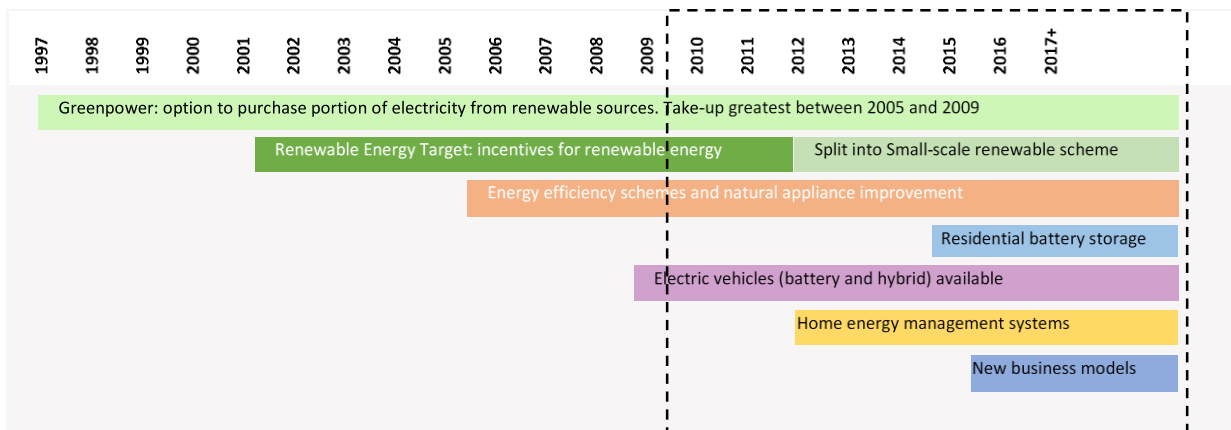 1997 1998 1999 2000 2001 2002 2003 2004 2005 2006 2007 2008 2009 2010 2011 2012 2013 2014 2015 2016 2017+
Greenpower: option to purchase portion of electricity from renewable sources. Take-up greatest between 2005 and 2009
Renewable Energy Target: incentives for renewable energy
Split into Small-scale renewable scheme
Energy efficiency schemes and natural appliance improvement
Residential battery storage
Electric vehicles (battery and hybrid) available
Home energy management systems
New business models